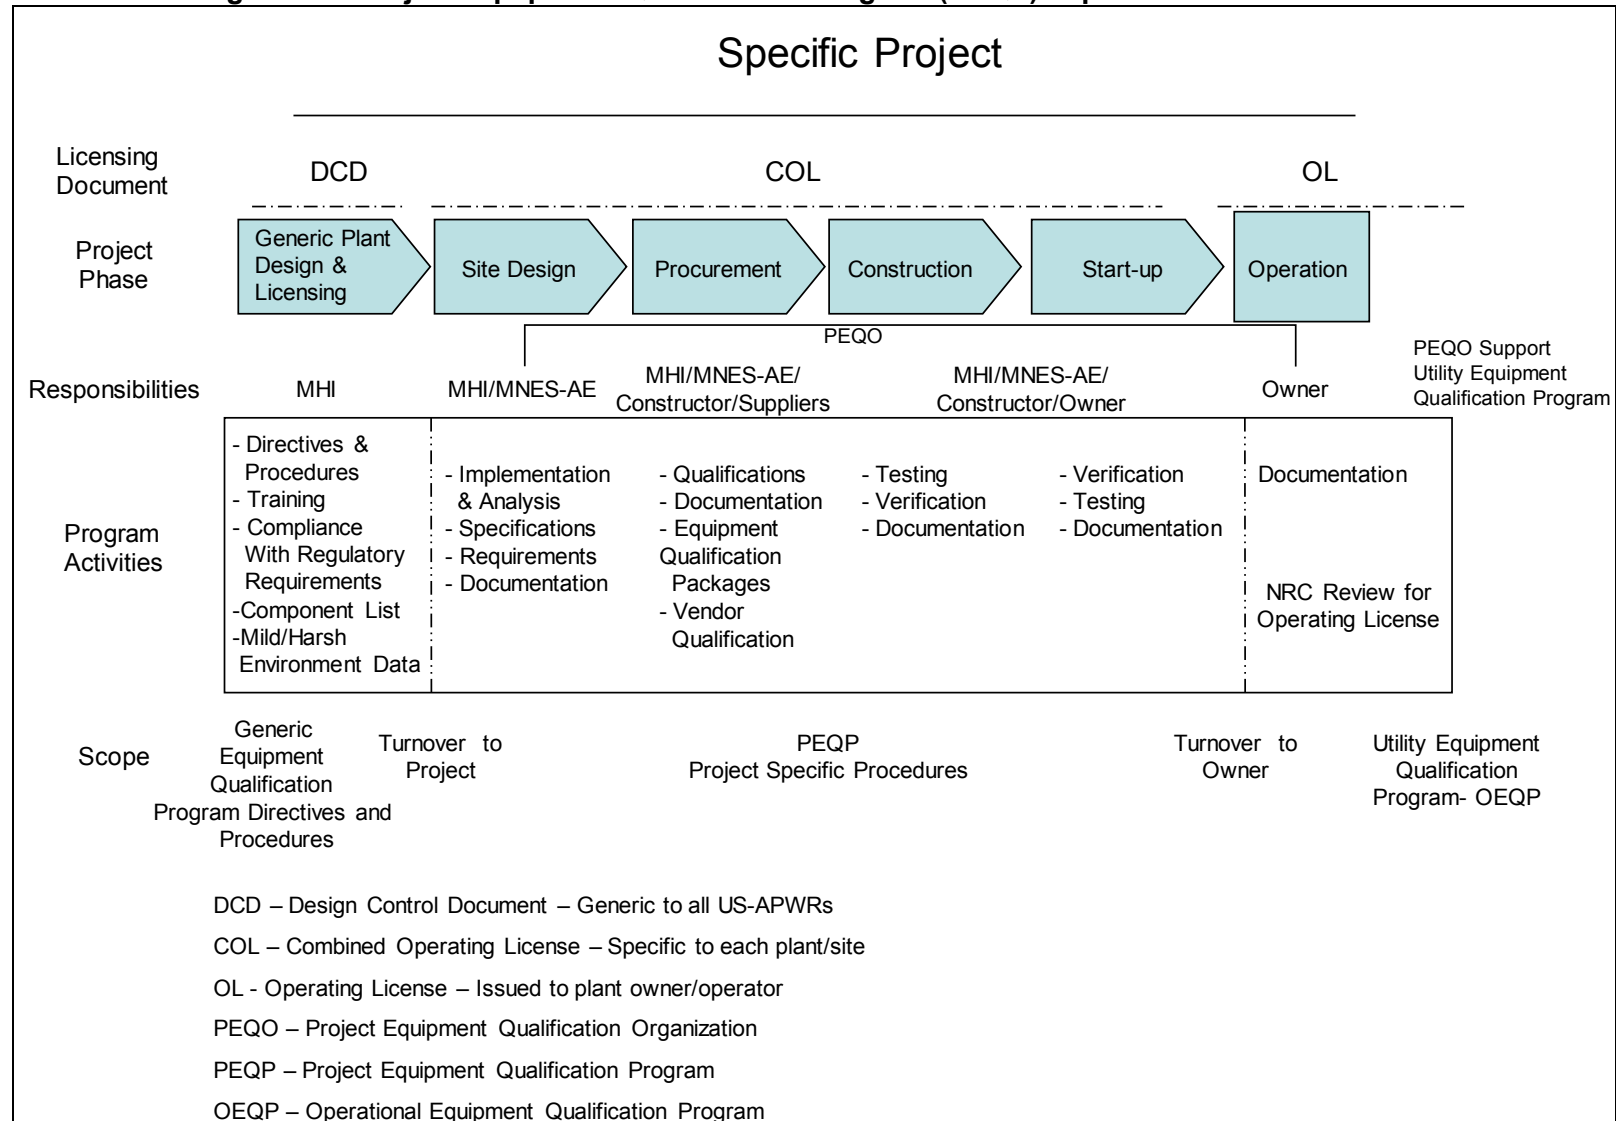 Specific Project
Licensing
Document
DCD
COL
OL
Project
Phase
Generic Plant
Design &
Licensing
Site Design
Procurement
Construction
Start-up
Operation
PEQO
PEQO Support
Utility Equipment
Qualification Program
Responsibilities
MHI
MHI/MNES-AE
MHI/MNES-AE/
Constructor/Suppliers
MHI/MNES-AE/
Constructor/Owner
Owner
Program
Activities
- Directives &
Procedures
- Training
- Compliance
With Regulatory
Requirements
-Component List
-Mild/Harsh
Environment Data
- Implementation
& Analysis
- Specifications
- Requirements
- Documentation
- Qualifications
- Documentation
- Equipment
Qualification
Packages
- Vendor
Qualification
- Testing
- Verification
- Documentation
- Verification
- Testing
- Documentation
Documentation
NRC Review for
Operating License
Scope
Generic
Equipment
Qualification
Program Directives and
Procedures
Turnover to
Project
PEQP
Project Specific Procedures
Turnover to
Owner
Utility Equipment
Qualification
Program- OEQP
DCD – Design Control Document – Generic to all US-APWRs
COL – Combined Operating License – Specific to each plant/site
OL - Operating License – Issued to plant owner/operator
PEQO – Project Equipment Qualification Organization
PEQP – Project Equipment Qualification Program
OEQP – Operational Equipment Qualification Program